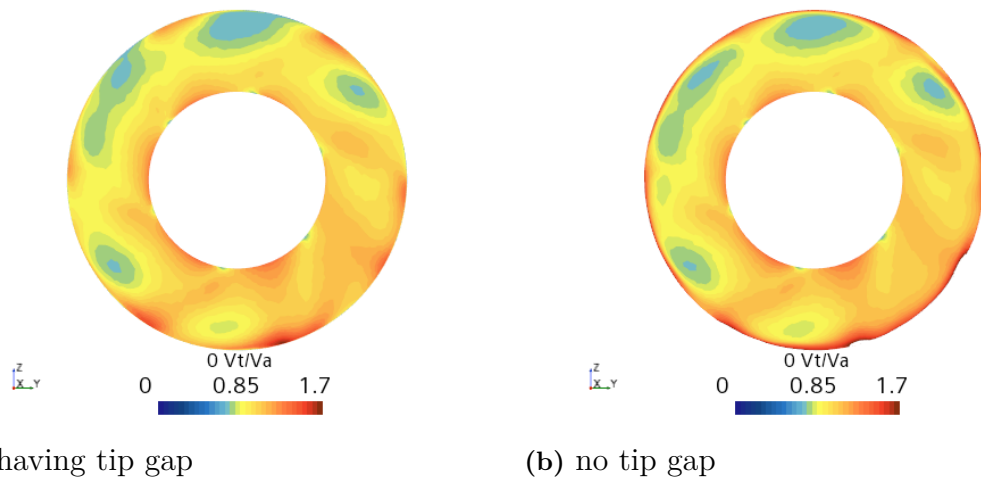 Z
X Y
0 Vt/Va
0 0.85 1.7
having tip gap
Z
X Y
0 Vt/Va
0 0.85 1.7
(b) no tip gap